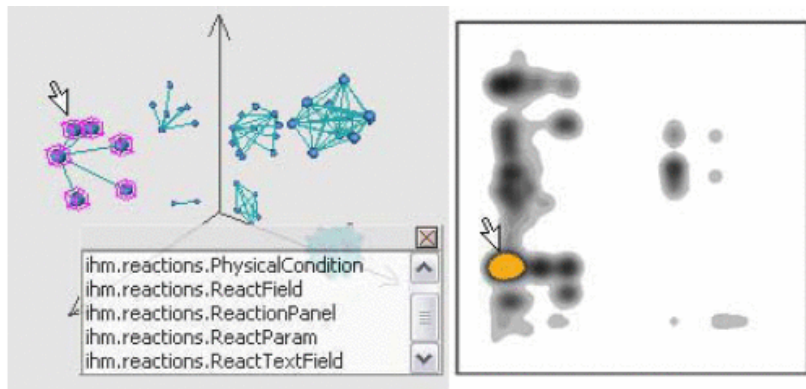 ihm.reactions.PhysicalCondition
ihm.reactions.ReactField
ihm.reactions.ReactionPanel
ihm.reactions.ReactParam
ihm.reactions.ReactTextField